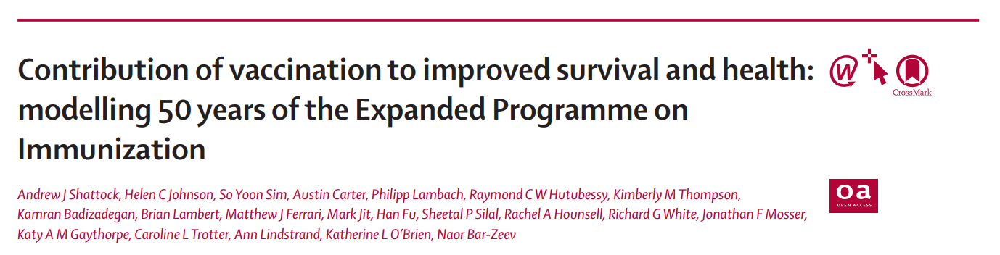 Contribution of vaccination to improved survival and health:
modelling 50 years of the Expanded Programme on
Immunization
W
CrossMark
Andrew J Shattock, Helen C Johnson, So Yoon Sim, Austin Carter, Philipp Lambach, Raymond C W Hutubessy, Kimberly M Thompson,
Kamran Badizadegan, Brian Lambert, Matthew J Ferrari, Mark Jit, Han Fu, Sheetal P Silal, Rachel A Hounsell, Richard G White, Jonathan F Mosser,
Katy A M Gaythorpe, Caroline L Trotter, Ann Lindstrand, Katherine L O’Brien, Naor Bar-Zeev
oa
OPEN ACCESS